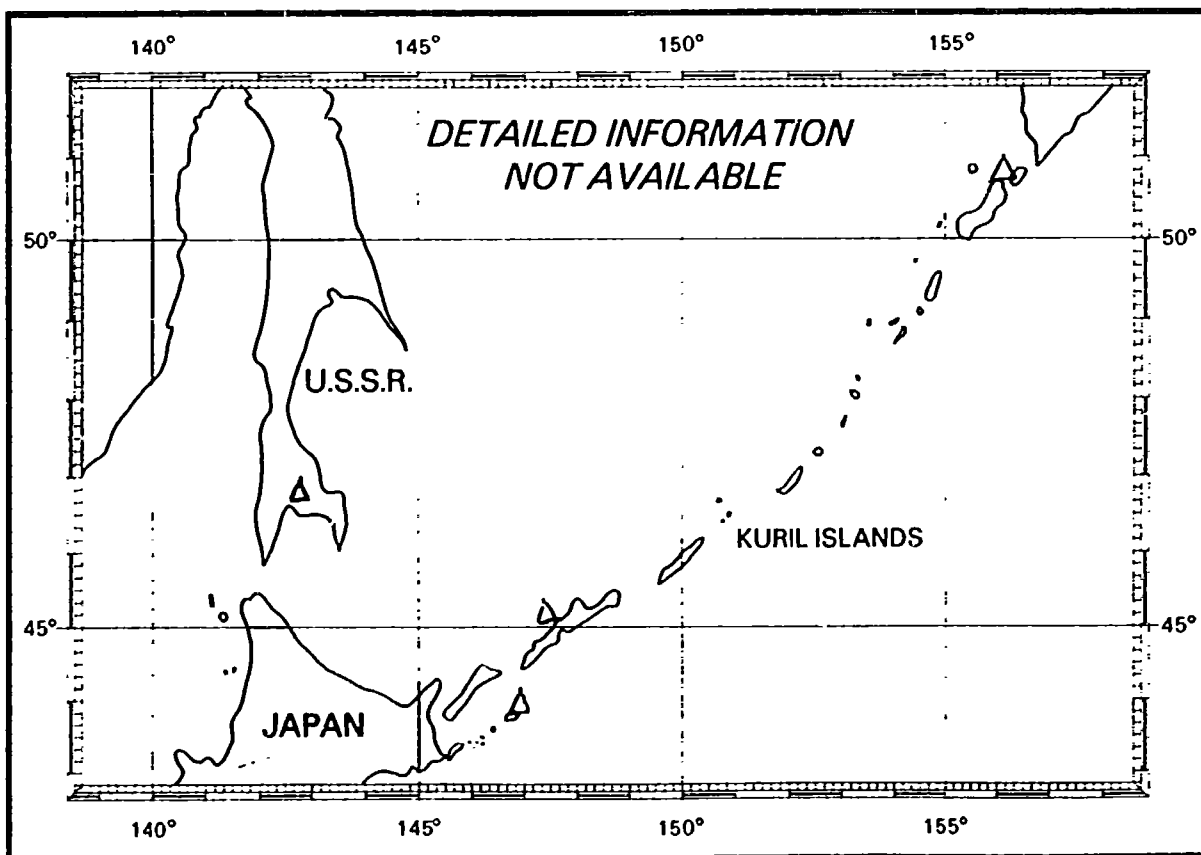 140° 145° 150° 155°
DETAILED INFORMATION
NOT AVAILABLE
50° 50°
U.S.S.R.
KURIL ISLANDS
45° 45°
JAPAN
140° 145° 150° 155°